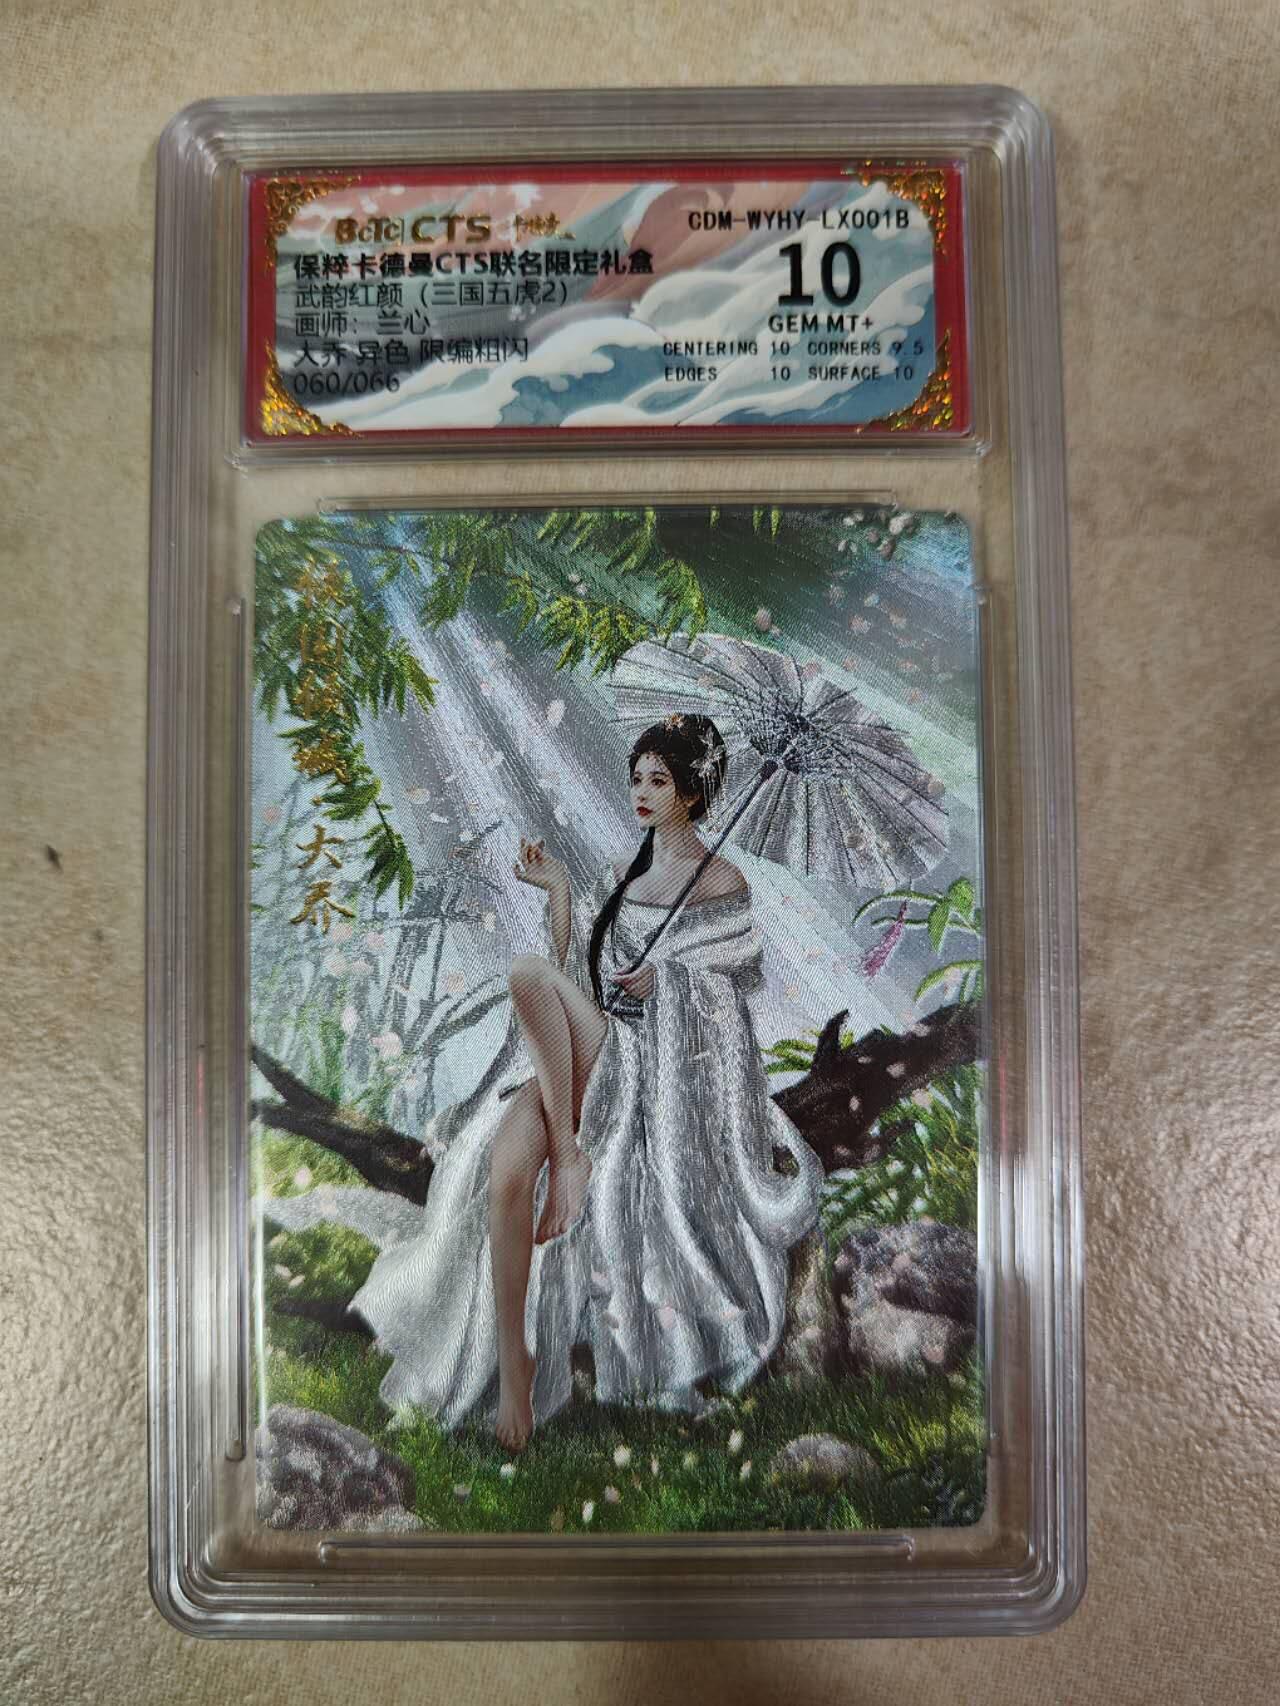 BcTc CTS
保粹卡德曼CTS联名限定礼盒
武韵红颜（三国五虎2）
画师：兰心
大乔 异色 限编粗闪
060/066
CDM-WYHY-LX001B
10
GEM MT+
CENTERING 10 CORNERS 9.5
EDGES 10 SURFACE 10
大乔